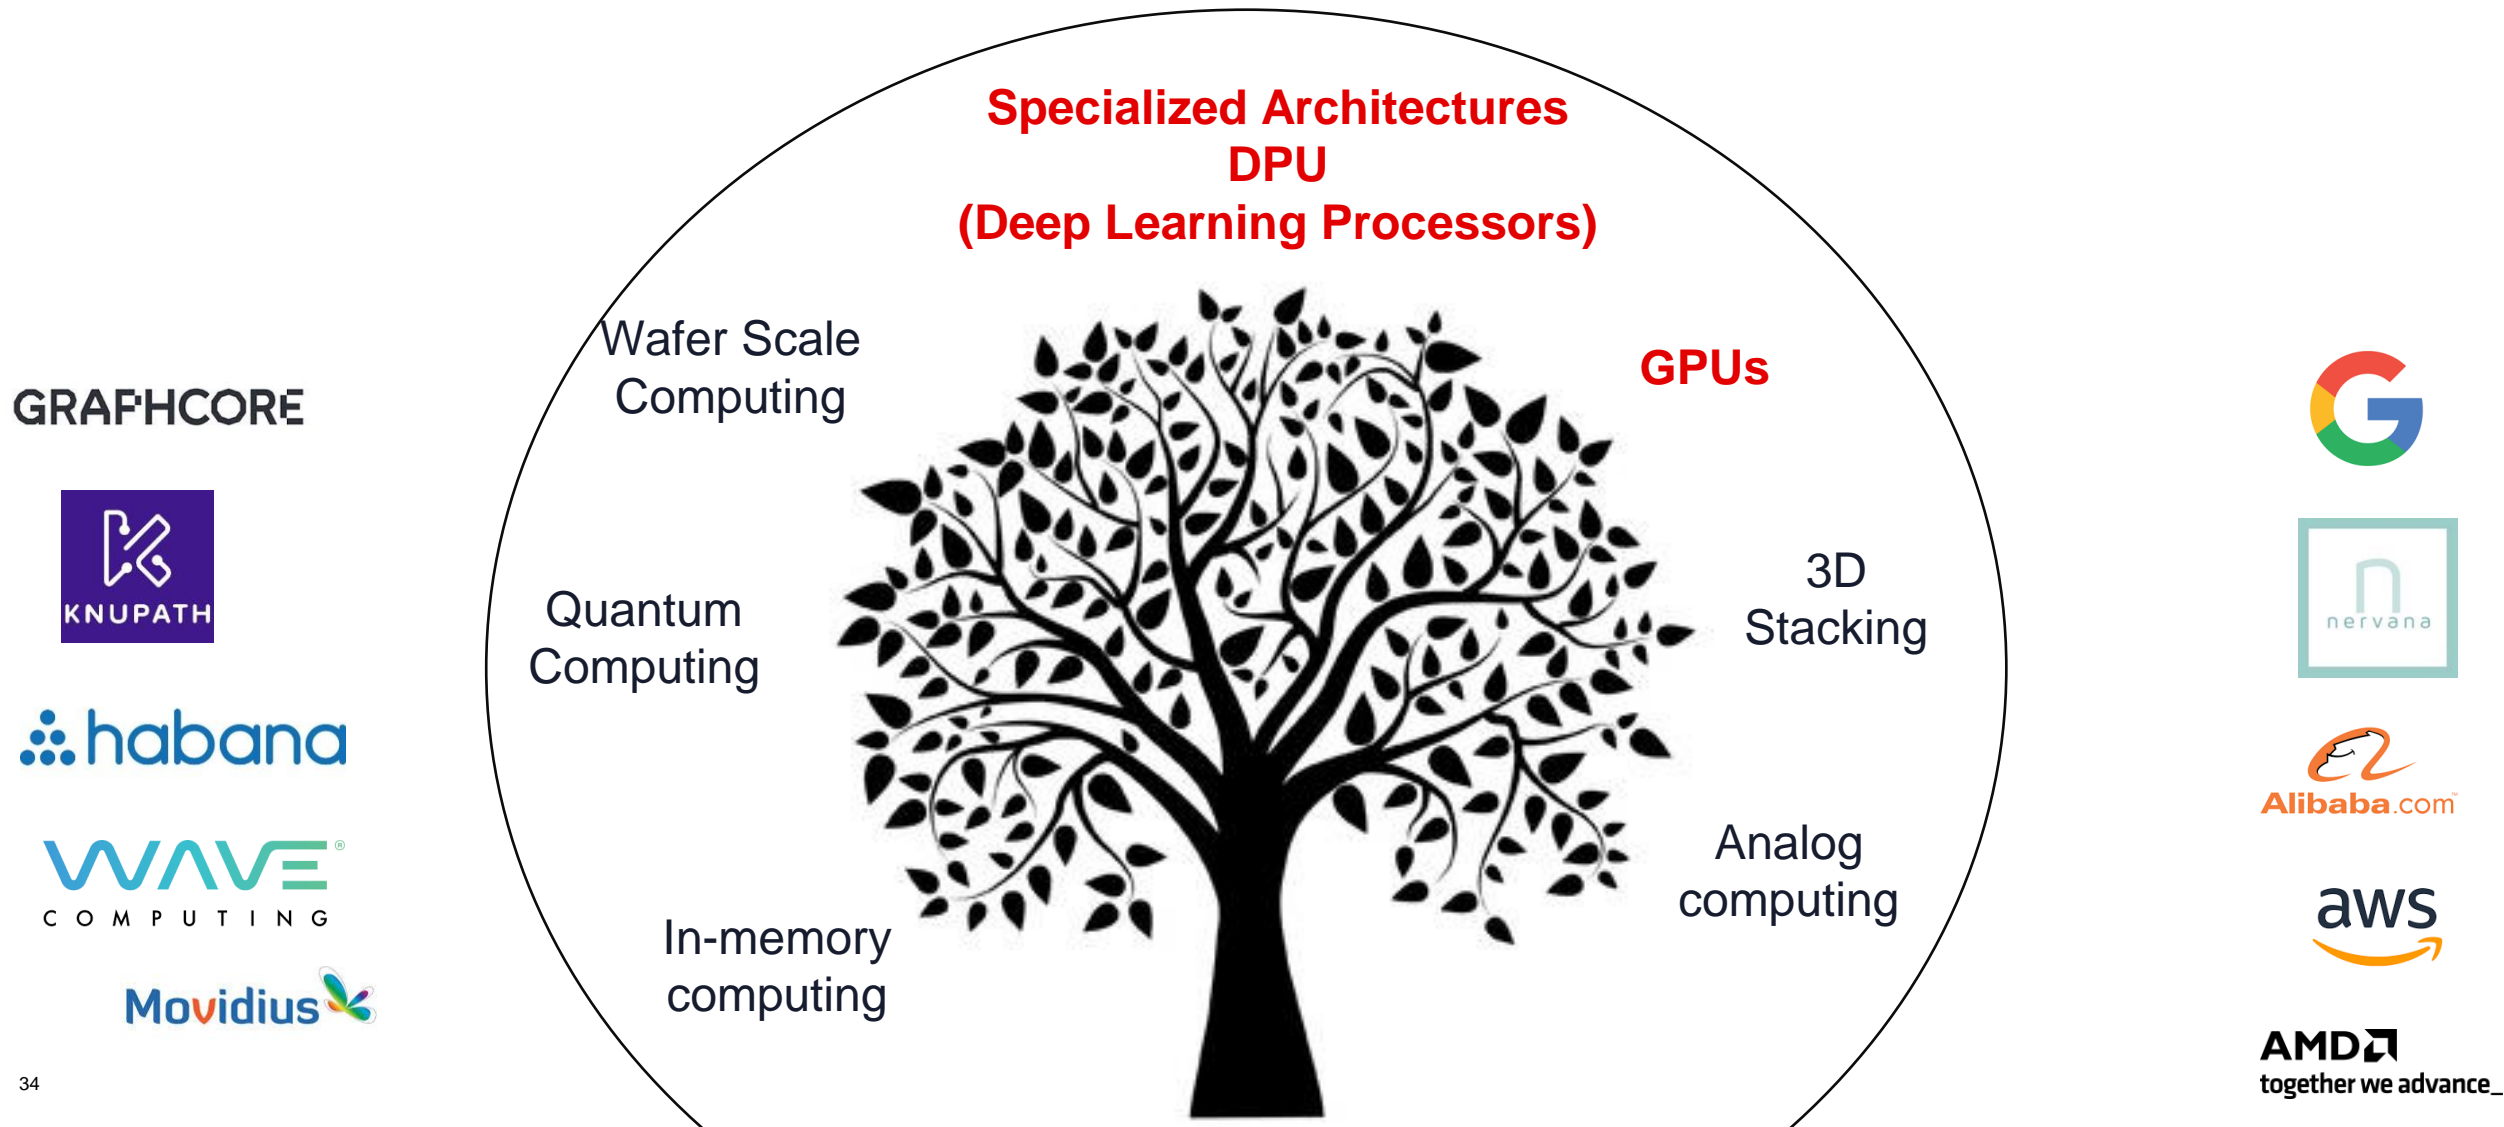 Specialized Architectures
DPU
(Deep Learning Processors)
Wafer Scale
Computing
GPUs
GRAPHCORE
KNUPATH
nervana
Quantum
Computing
3D
Stacking
habana
Alibaba.com™
WAVE®
COMPUTING
Analog
computing
aws
In-memory
computing
Movidius
AMD
together we advance_
34